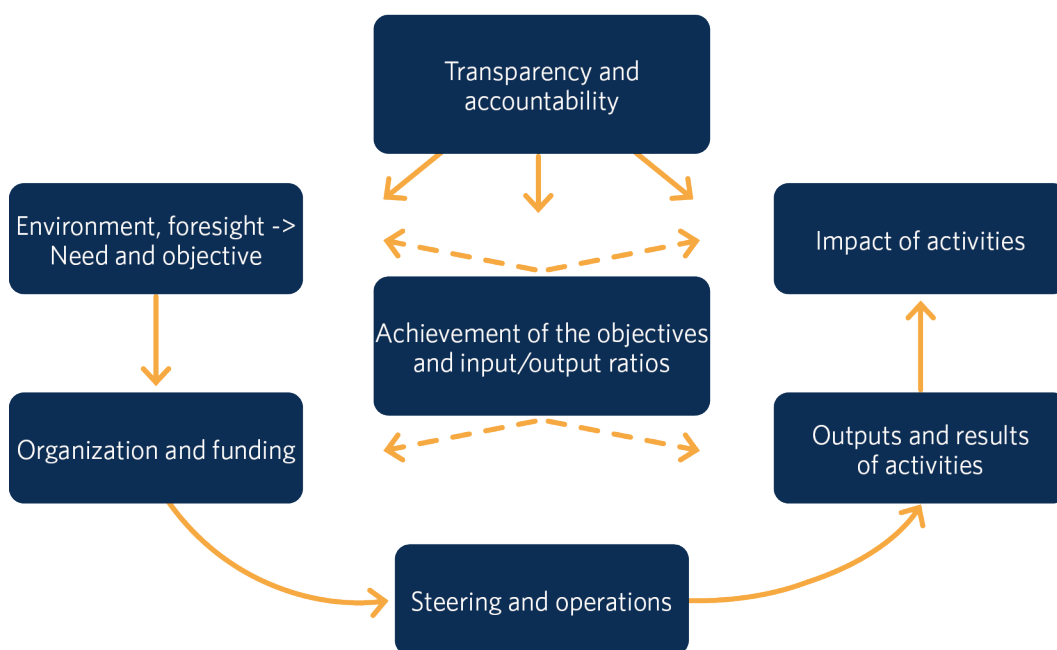 Transparency and
accountability
Environment, foresight ->
Need and objective
Impact of activities
Achievement of the objectives
and input/output ratios
Organization and funding
Outputs and results
of activities
Steering and operations